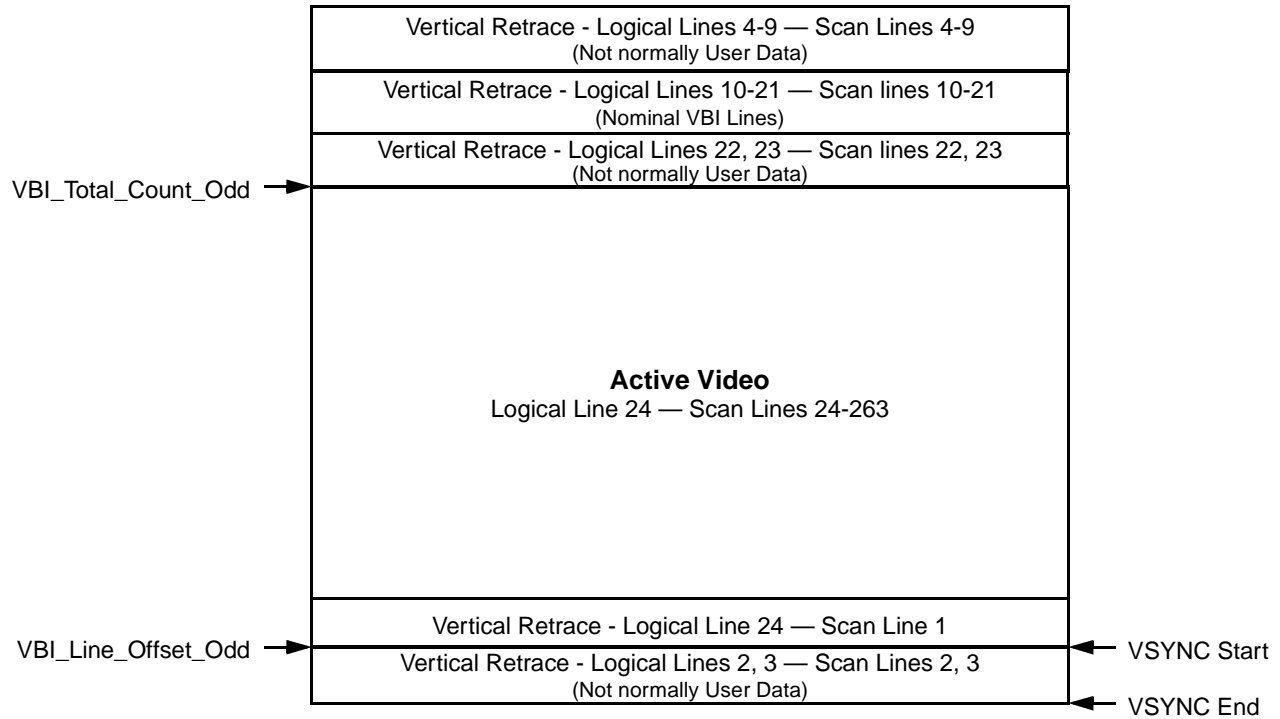 Vertical Retrace - Logical Lines 4-9 — Scan Lines 4-9
(Not normally User Data)
Vertical Retrace - Logical Lines 10-21 — Scan lines 10-21
(Nominal VBI Lines)
Vertical Retrace - Logical Lines 22, 23 — Scan lines 22, 23
(Not normally User Data)
VBI_Total_Count_Odd
Active Video
Logical Line 24 — Scan Lines 24-263
Vertical Retrace - Logical Line 24 — Scan Line 1
VBI_Line_Offset_Odd
VSYNC Start
Vertical Retrace - Logical Lines 2, 3 — Scan Lines 2, 3
(Not normally User Data)
VSYNC End